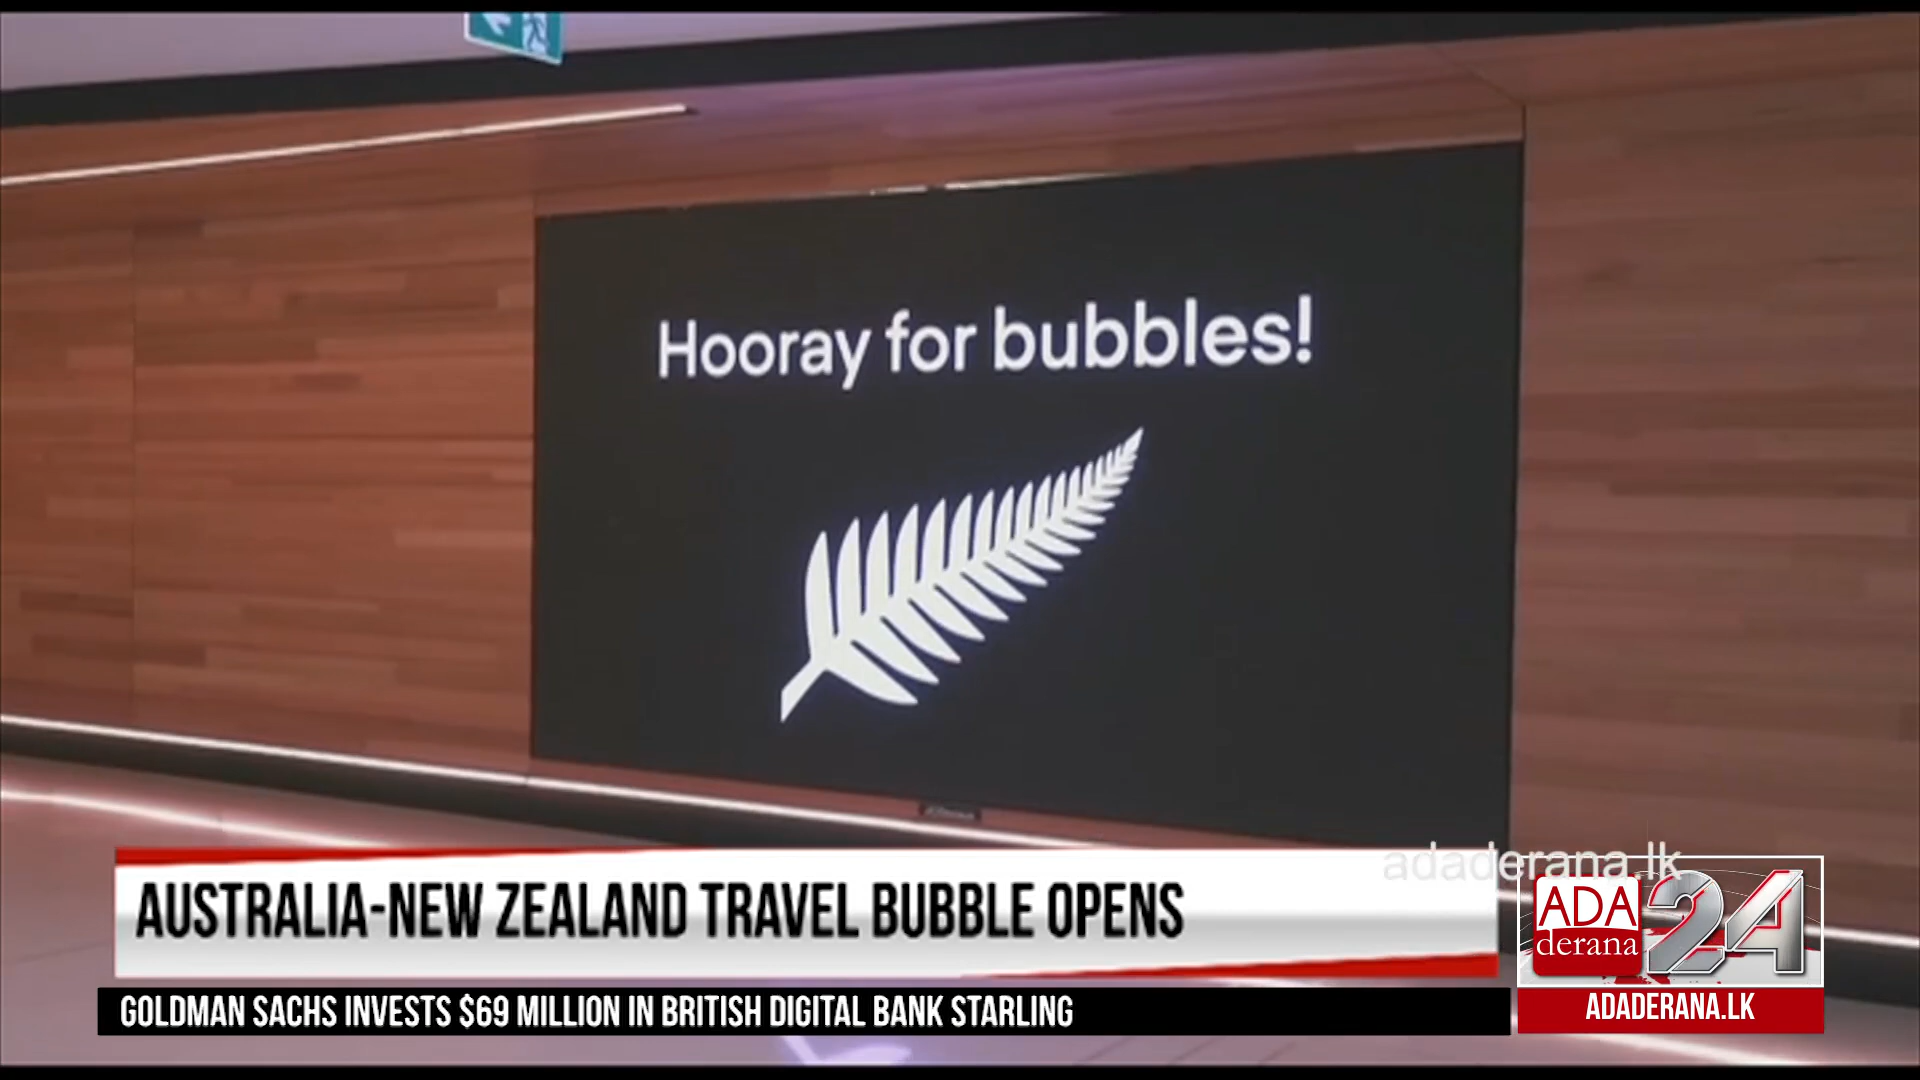 Hooray for bubbles!
adaderana.lk
AUSTRALIA-NEW ZEALAND TRAVEL BUBBLE OPENS
ADA
derana
24
GOLDMAN SACHS INVESTS $69 MILLION IN BRITISH DIGITAL BANK STARLING
ADADERANA.LK